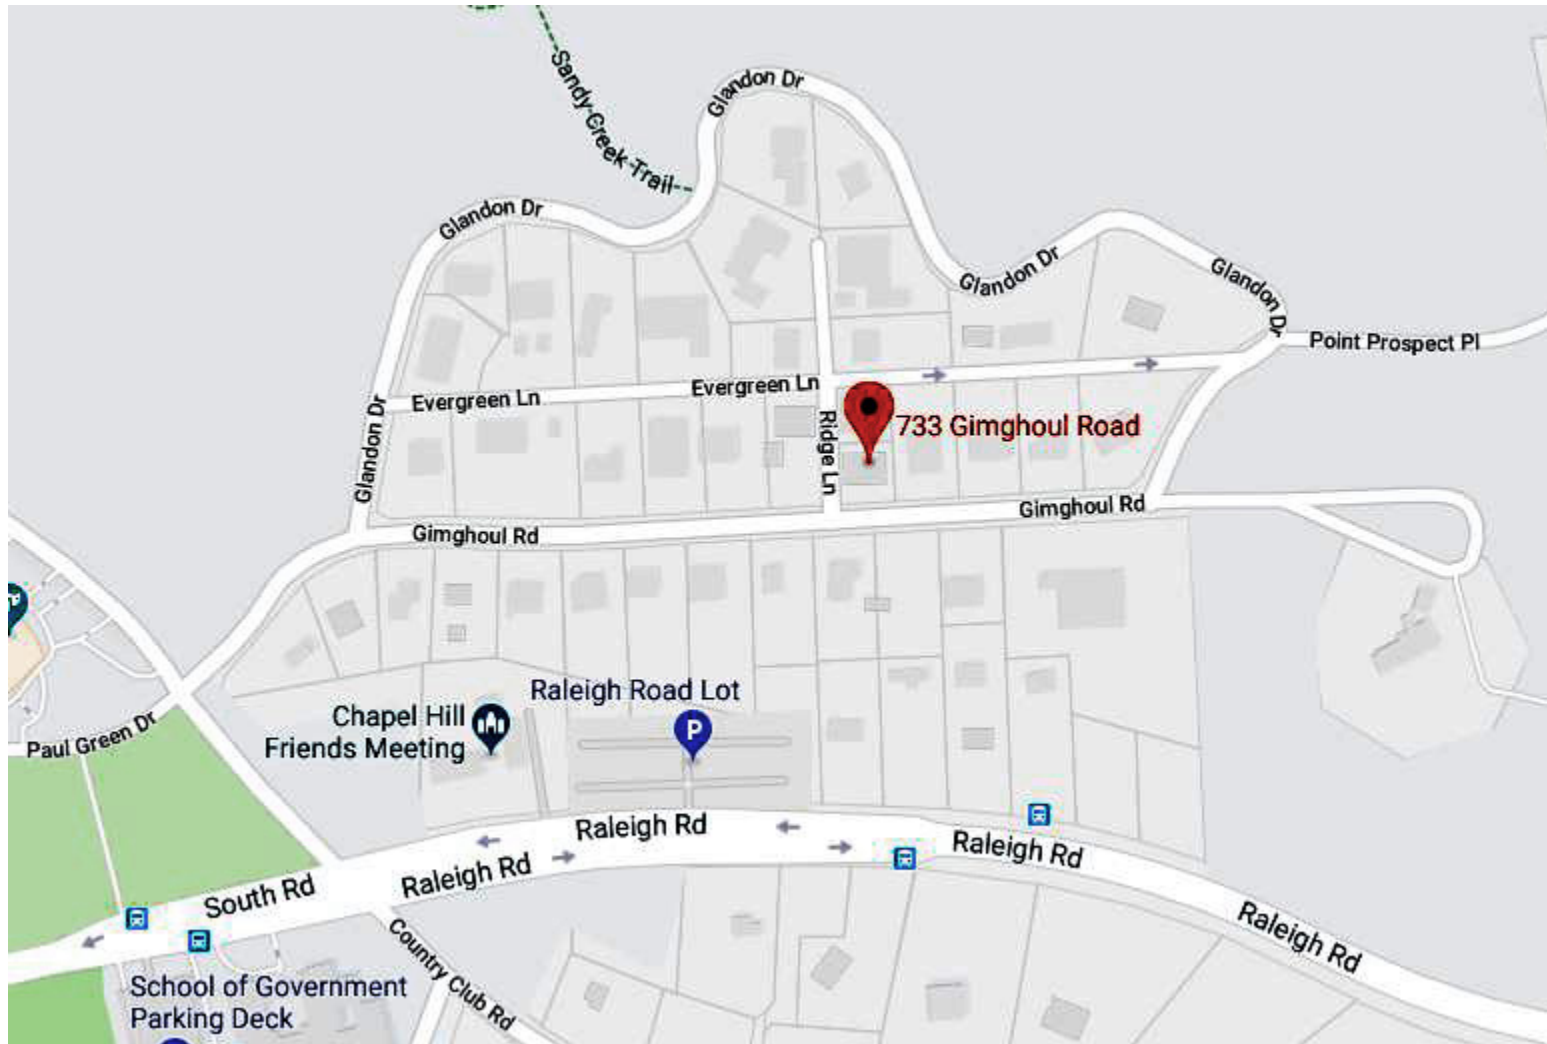 Glandon Dr
Sandy Creek Trail
Glandon Dr
Glandon Dr
Glandon Dr
Glandon Dr
Point Prospect Pl
Evergreen Ln
Evergreen Ln
Glandon Dr
Ridge Ln
733 Gimghoul Road
Gimghoul Rd
Gimghoul Rd
Raleigh Road Lot
P
Chapel Hill
Friends Meeting
Paul Green Dr
Raleigh Rd
Raleigh Rd
Raleigh Rd
South Rd
Raleigh Rd
Country Club Rd
School of Government
Parking Deck